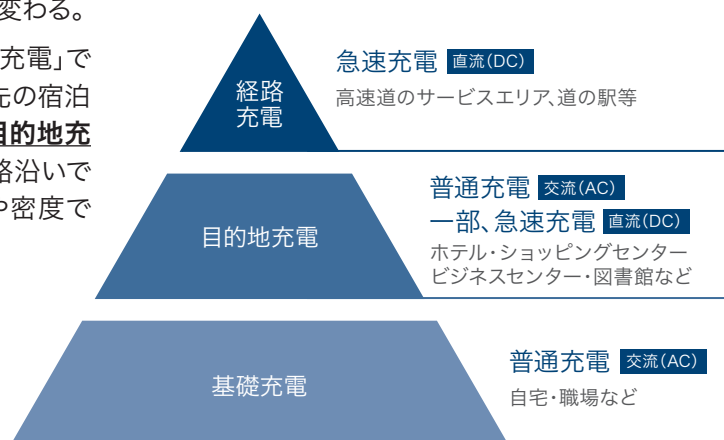 変わる。
充電」で
先の宿泊
目的地充
路沿いで
や密度で
経路
充電
急速充電 直流(DC)
高速道のサービスエリア、道の駅等
目的地充電
普通充電 交流(AC)
一部、急速充電 直流(DC)
ホテル・ショッピングセンター
ビジネスセンター・図書館など
基礎充電
普通充電 交流(AC)
自宅・職場など